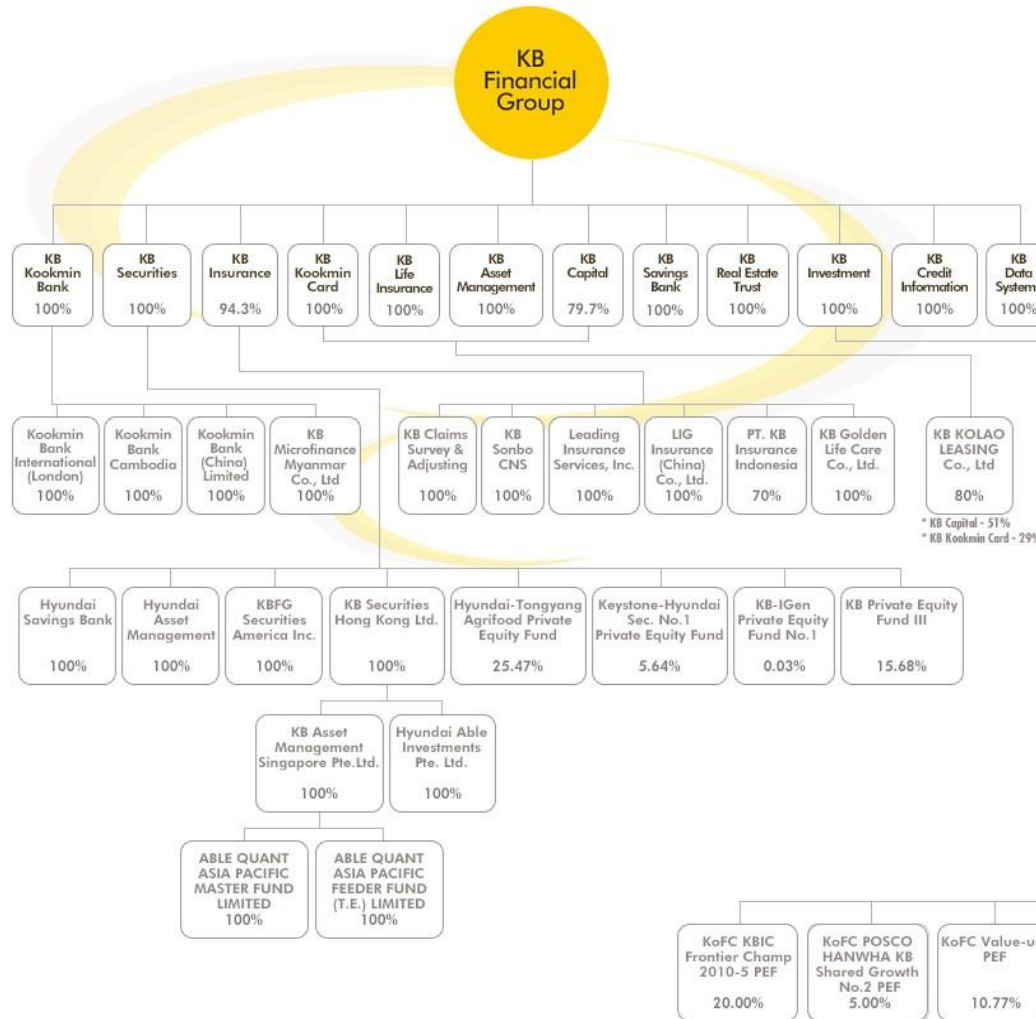 KB
Financial
Group
KB
Kookmin
Bank
100%
KB
Securities
100%
KB
Insurance
94.3%
KB
Kookmin
Card
100%
KB
Life
Insurance
100%
KB
Asset
Management
100%
KB
Capital
79.7%
KB
Savings
Bank
100%
KB
Real Estate
Trust
100%
KB
Investment
100%
KB
Credit
Information
100%
KB
Data
System
100%
Kookmin
Bank
International
(London)
100%
Kookmin
Bank
Cambodia
100%
Kookmin
Bank
(China)
Limited
100%
KB
Microfinance
Myanmar
Co., Ltd
100%
KB Claims
Survey &
Adjusting
100%
KB
Sonbo
CNS
100%
Leading
Insurance
Services, Inc.
100%
LIG
Insurance
(China)
Co., Ltd.
100%
PT. KB
Insurance
Indonesia
70%
KB Golden
Life Care
Co., Ltd.
100%
KB KOLAO
LEASING
Co., Ltd
80%
* KB Capital - 51%
* KB Kookmin Card - 29%
Hyundai
Savings Bank
100%
Hyundai
Asset
Management
100%
KBFG
Securities
America Inc.
100%
KB Securities
Hong Kong Ltd.
100%
Hyundai-Tongyang
Agrifood Private
Equity Fund
25.47%
Keystone-Hyundai
Sec. No.1
Private Equity Fund
5.64%
KB-IGen
Private Equity
Fund No.1
0.03%
KB Private Equity
Fund III
15.68%
KB Asset
Management
Singapore Pte.Ltd.
100%
Hyundai Able
Investments
Pte. Ltd.
100%
ABLE QUANT
ASIA PACIFIC
MASTER FUND
LIMITED
100%
ABLE QUANT
ASIA PACIFIC
FEEDER FUND
(T.E.) LIMITED
100%
KoFC KBIC
Frontier Champ
2010-5 PEF
20.00%
KoFC POSCO
HANWHA KB
Shared Growth
No.2 PEF
5.00%
KoFC Value-u
PEF
10.77%